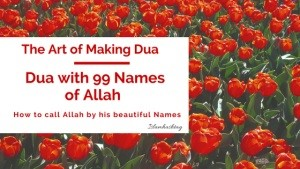 The Art of Making Dua
Dua with 99 Names
of Allah
How to call Allah by his beautiful Names
Islamhashtag